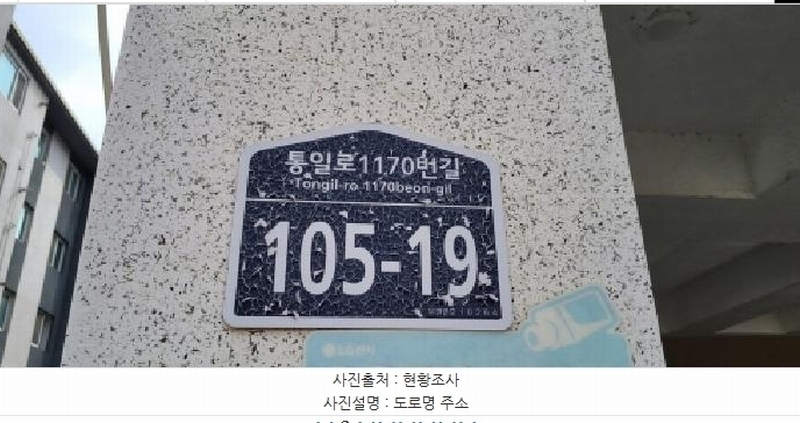 통일로1170번길
Tongil-ro 1170beon-gil
105-19
사진출처 : 현황조사
사진설명 : 도로명 주소